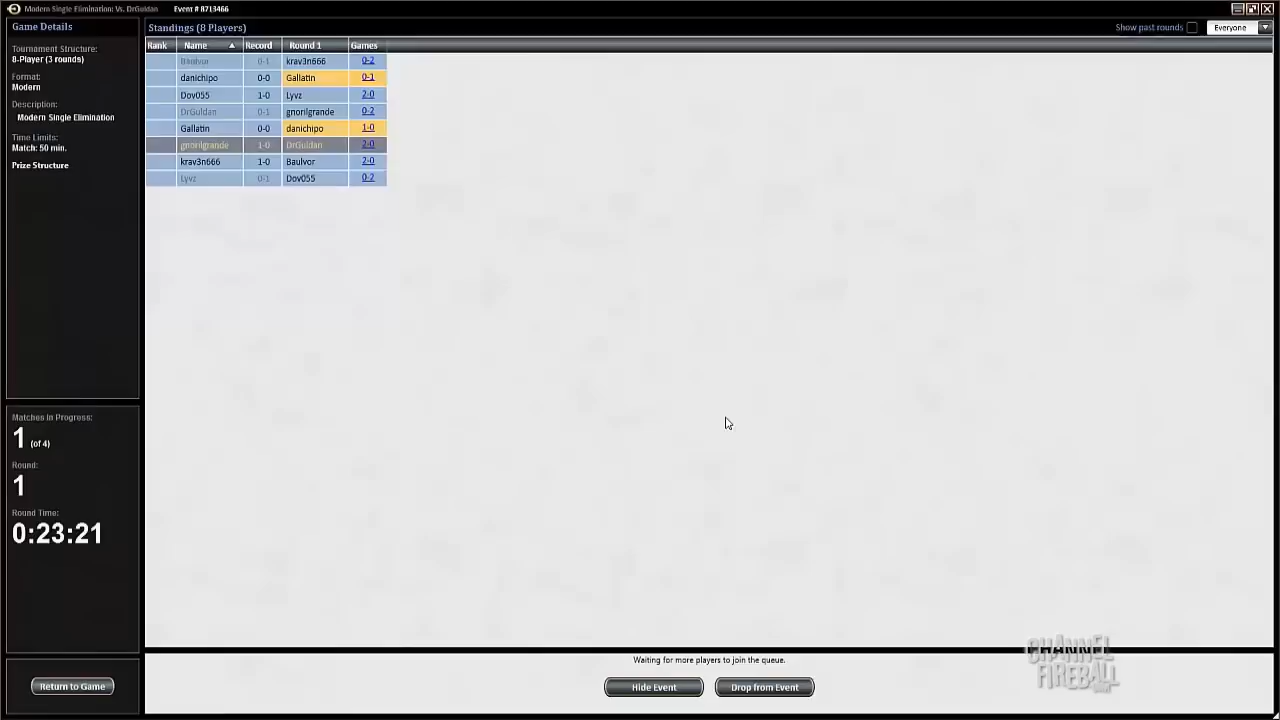 Modern Single Elimination: Vs. DrGuldan Event # 8713466
Game Details
Tournament Structure:
8-Player (3 rounds)
Format:
Modern
Description:
Modern Single Elimination
Time Limits:
Match: 50 min.
Prize Structure
Standings (8 Players)
Show past rounds
Everyone
Rank Name Record Round 1 Games
Baulvor 0-1 krav3n666 0-2
danichipo 0-0 Gallatin 0-1
Dov055 1-0 Lyvz 2-0
DrGuldan 0-1 gnorilgrande 0-2
Gallatin 0-0 danichipo 1-0
gnorilgrande 1-0 DrGuldan 2-0
krav3n666 1-0 Baulvor 2-0
Lyvz 0-1 Dov055 0-2
Matches In Progress:
1 (of 4)
Round:
1
Round Time:
0:23:21
Return to Game
Waiting for more players to join the queue.
Hide Event
Drop from Event
CHANNEL
FIREBALL